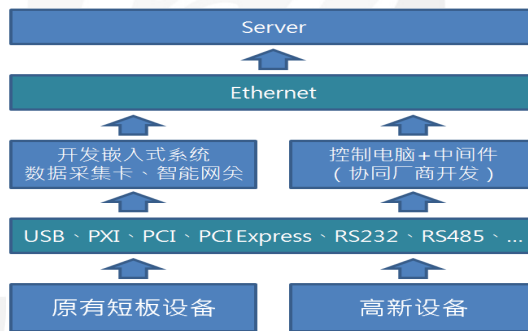 Server
Ethernet
开发嵌入式系统
数据采集卡、智能网关
控制电脑+中间件
（协同厂商开发）
USB、PXI、PCI、PCI Express、RS232、RS485、...
原有短板设备
高新设备